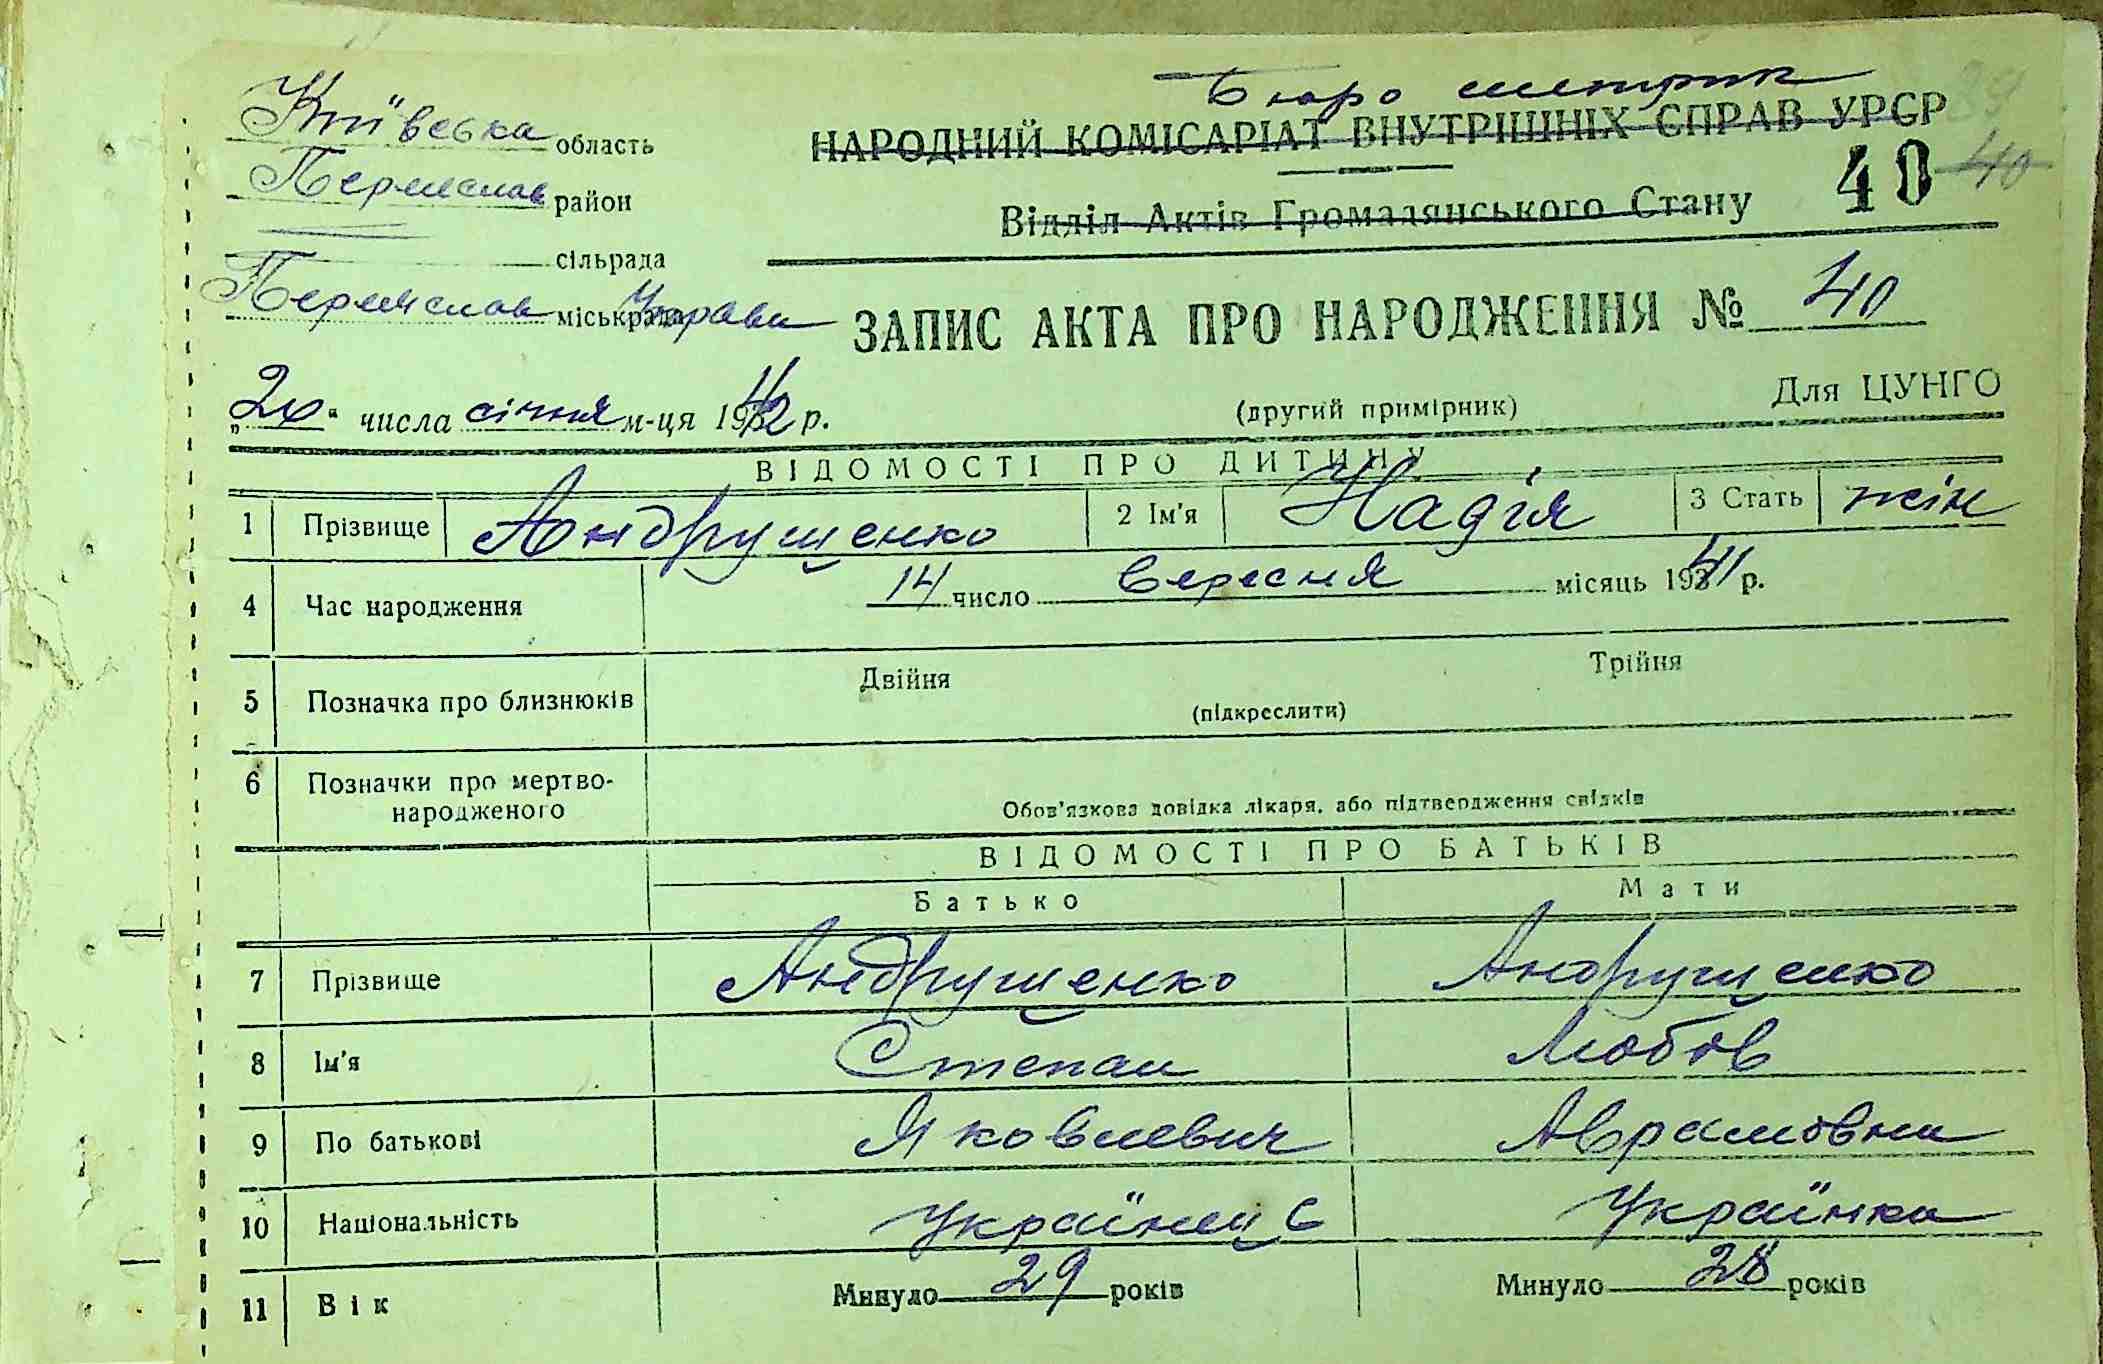 Бюро метрик
Київська область
НАРОДНИЙ КОМІСАРІАТ ВНУТРІШНІХ СПРАВ УРСР
Переяслав район
40 40
Відділ Актів Громадянського Стану
сільрада
Переяслав міськрада Управа
ЗАПИС АКТА ПРО НАРОДЖЕННЯ № 40
числа січня м-ця 1942 р.
(другий примірник)
Для ЦУНГО
ВІДОМОСТІ ПРО ДИТИНУ
1 Прізвище Андрущенко 2 Ім'я Надія 3 Стать жін
4 Час народження 14 число вересня місяць 1941 р.
5 Позначка про близнюків Двійня Трійня
(підкреслити)
6 Позначки про мертво-
народженого
Обов'язкова довідка лікаря, або підтвердження свідків
ВІДОМОСТІ ПРО БАТЬКІВ
Батько Мати
7 Прізвище Андрущенко Андрущенко
8 Ім'я Степан Любов
9 По батькові Яковлевич Аврамовна
10 Національність Українець Українка
11 Вік Минуло 29 років Минуло 28 років